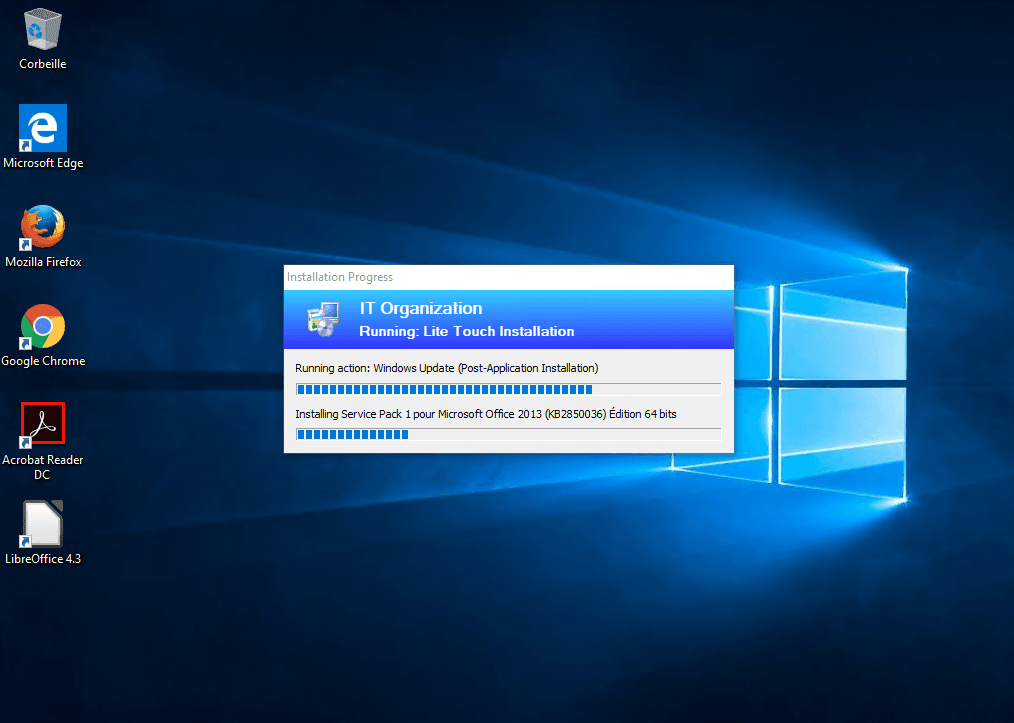 Corbeille
Microsoft Edge
Mozilla Firefox
Google Chrome
Acrobat Reader
DC
LibreOffice 4.3
Installation Progress
IT Organization
Running: Lite Touch Installation
Running action: Windows Update (Post-Application Installation)
Installing Service Pack 1 pour Microsoft Office 2013 (KB2850036) Édition 64 bits